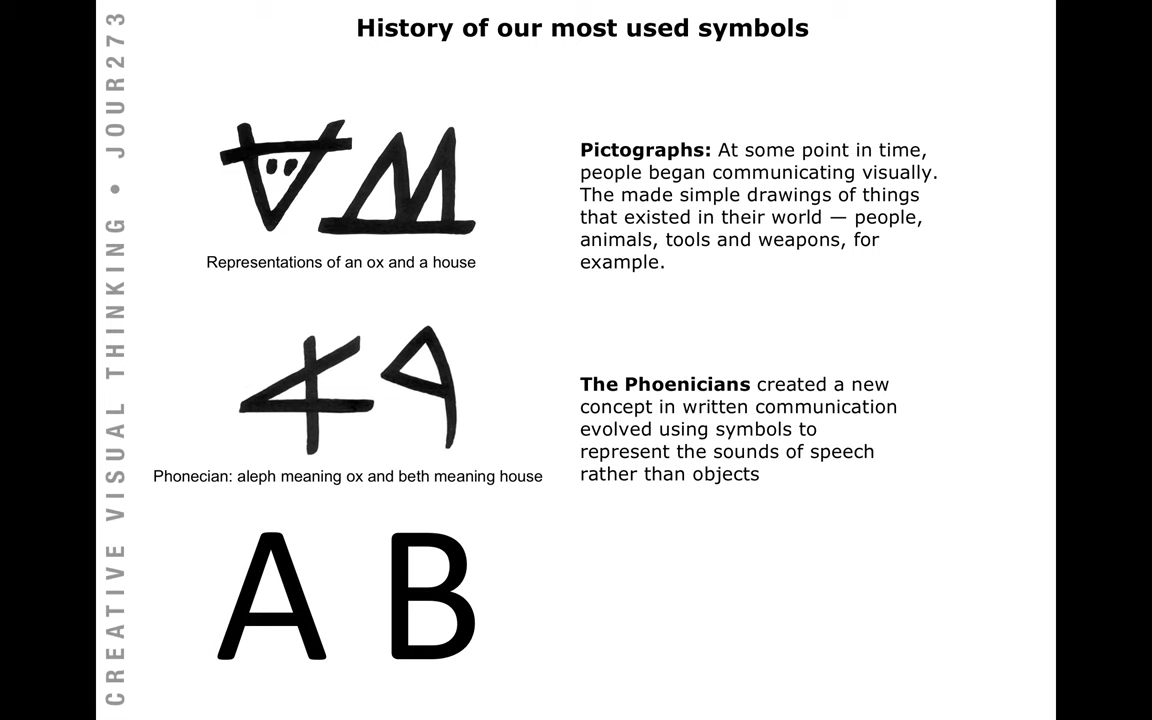 History of our most used symbols
CREATIVE VISUAL THINKING • JOUR273
Representations of an ox and a house
Pictographs: At some point in time,
people began communicating visually.
The made simple drawings of things
that existed in their world — people,
animals, tools and weapons, for
example.
Phonecian: aleph meaning ox and beth meaning house
The Phoenicians created a new
concept in written communication
evolved using symbols to
represent the sounds of speech
rather than objects
A B